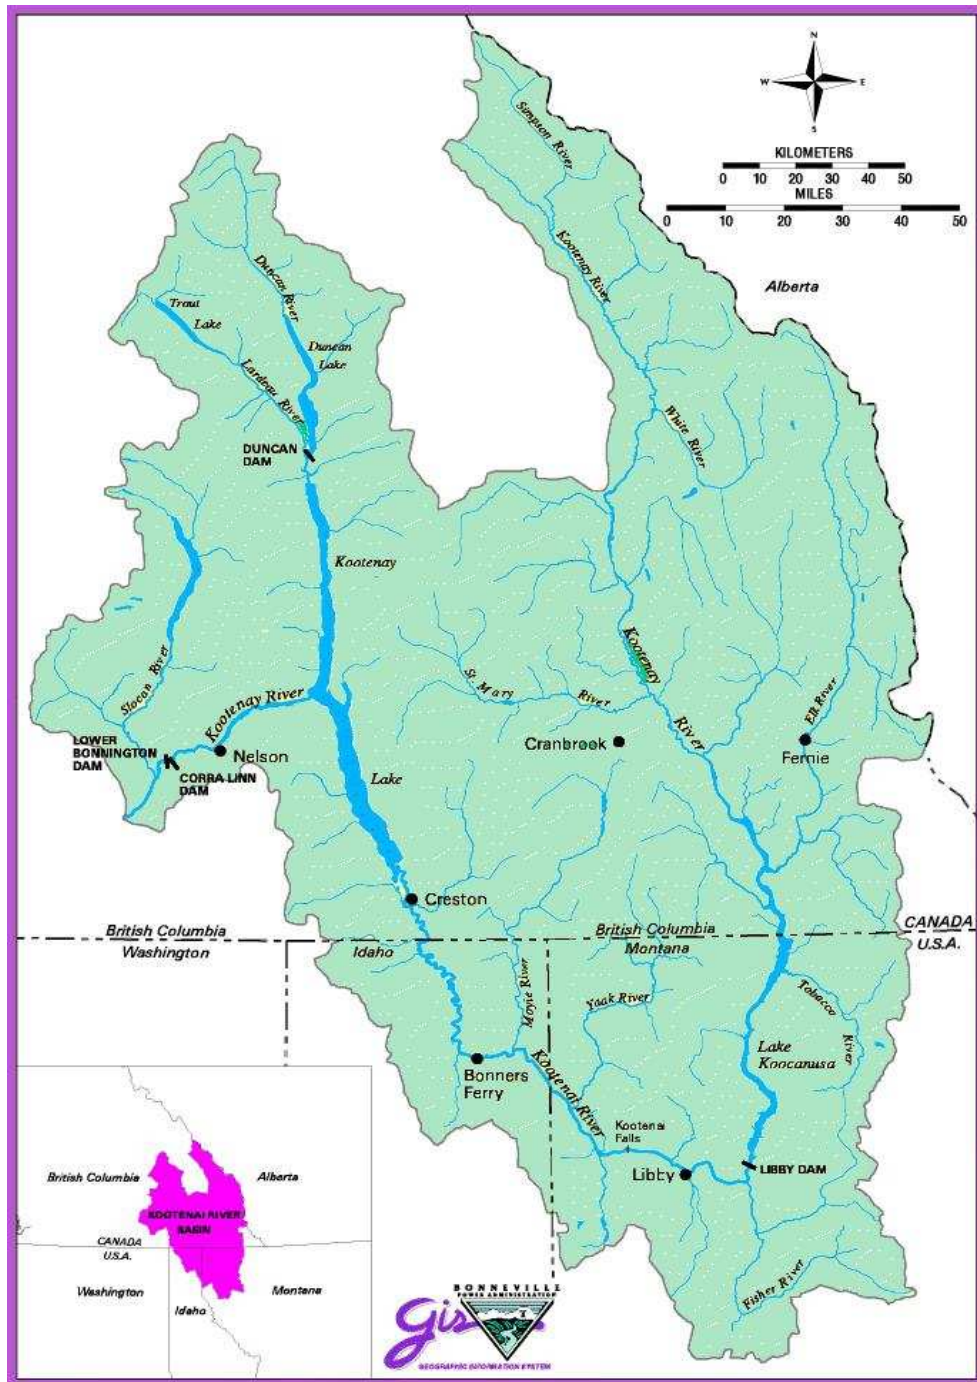 N
W E
S
KILOMETERS
0 10 20 30 40 50
MILES
0 10 20 30 40 50
Simpson River
Kootenay River
Alberta
Duncan River
Trout
Lake
Duncan
Lake
Lardeau River
White River
DUNCAN
DAM
Kootenay
Kootenay
River
Slocan River
St. Mary
River
Elk River
Kootenay River
LOWER
BONNINGTON
DAM
Nelson
CORRA LINN
DAM
Cranbrook
Fernie
Lake
Creston
British Columbia
Washington
Idaho
British Columbia
Montana
CANADA
U.S.A.
Moyie River
Yaak River
Tobacco
River
Lake
Koocanusa
Bonners
Ferry
Kootenai River
Kootenai
Falls
Libby
LIBBY DAM
Fisher River
British Columbia
Alberta
KOOTENAI RIVER
BASIN
CANADA
U.S.A.
Washington
Idaho
Montana
BONNEVILLE
POWER ADMINISTRATION
Gis
GEOGRAPHIC INFORMATION SYSTEM